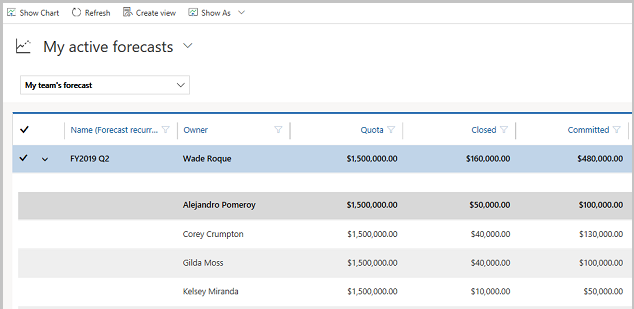 Show Chart Refresh Create view Show As
My active forecasts
My team's forecast
Name (Forecast recurr... Owner Quota Closed Committed
FY2019 Q2 Wade Roque $1,500,000.00 $160,000.00 $480,000.00
Alejandro Pomeroy $1,500,000.00 $50,000.00 $100,000.00
Corey Crumpton $1,500,000.00 $40,000.00 $130,000.00
Gilda Moss $1,500,000.00 $40,000.00 $100,000.00
Kelsey Miranda $1,500,000.00 $10,000.00 $50,000.00